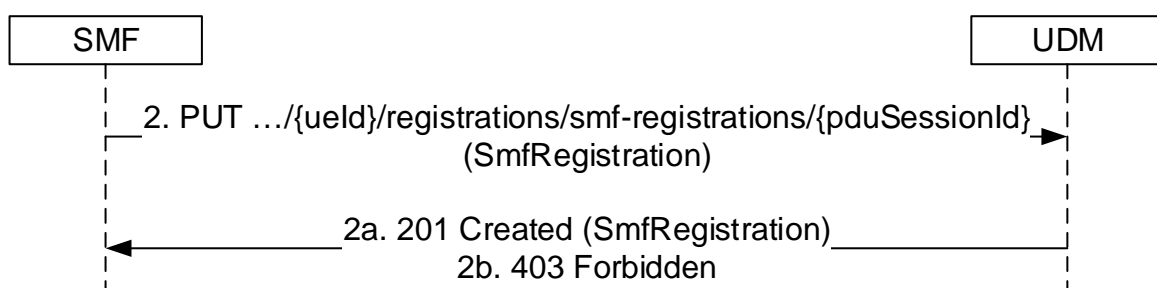 SMF
UDM
2. PUT …/{ueId}/registrations/smf-registrations/{pduSessionId}
(SmfRegistration)
2a. 201 Created (SmfRegistration)
2b. 403 Forbidden